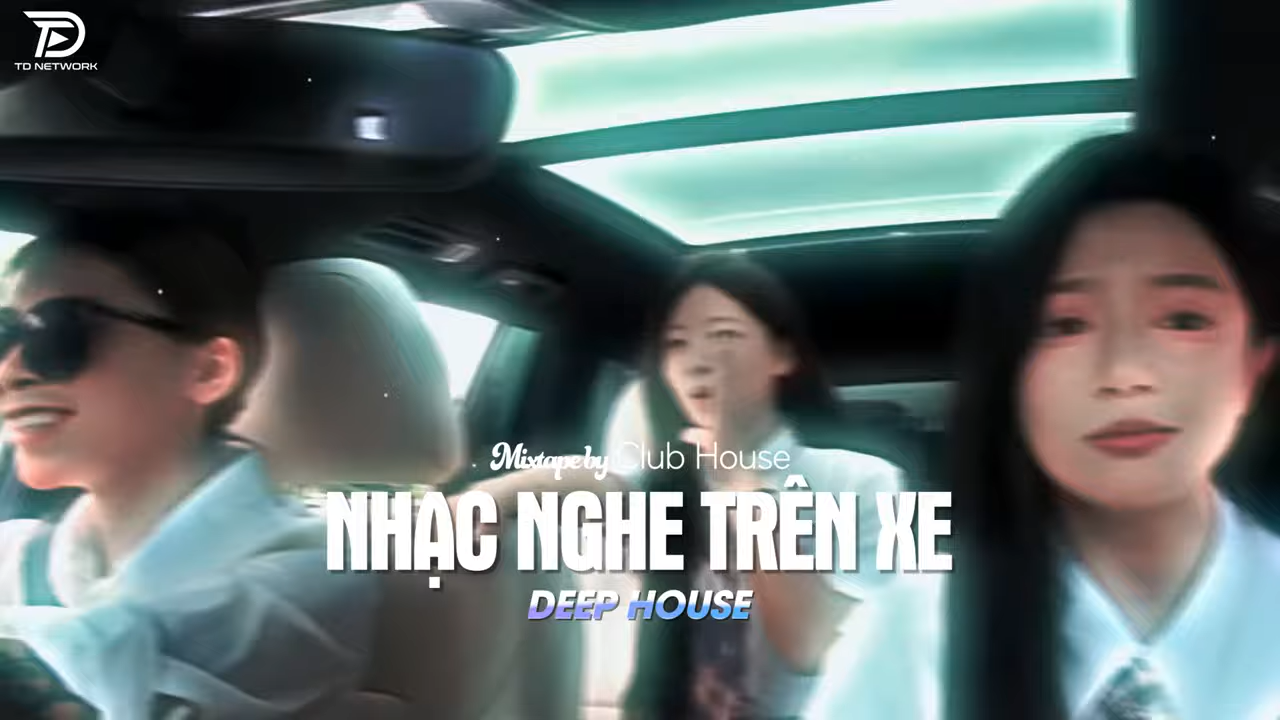 TD NETWORK
Mixtape by Club House
NHẠC NGHE TRÊN XE
DEEP HOUSE